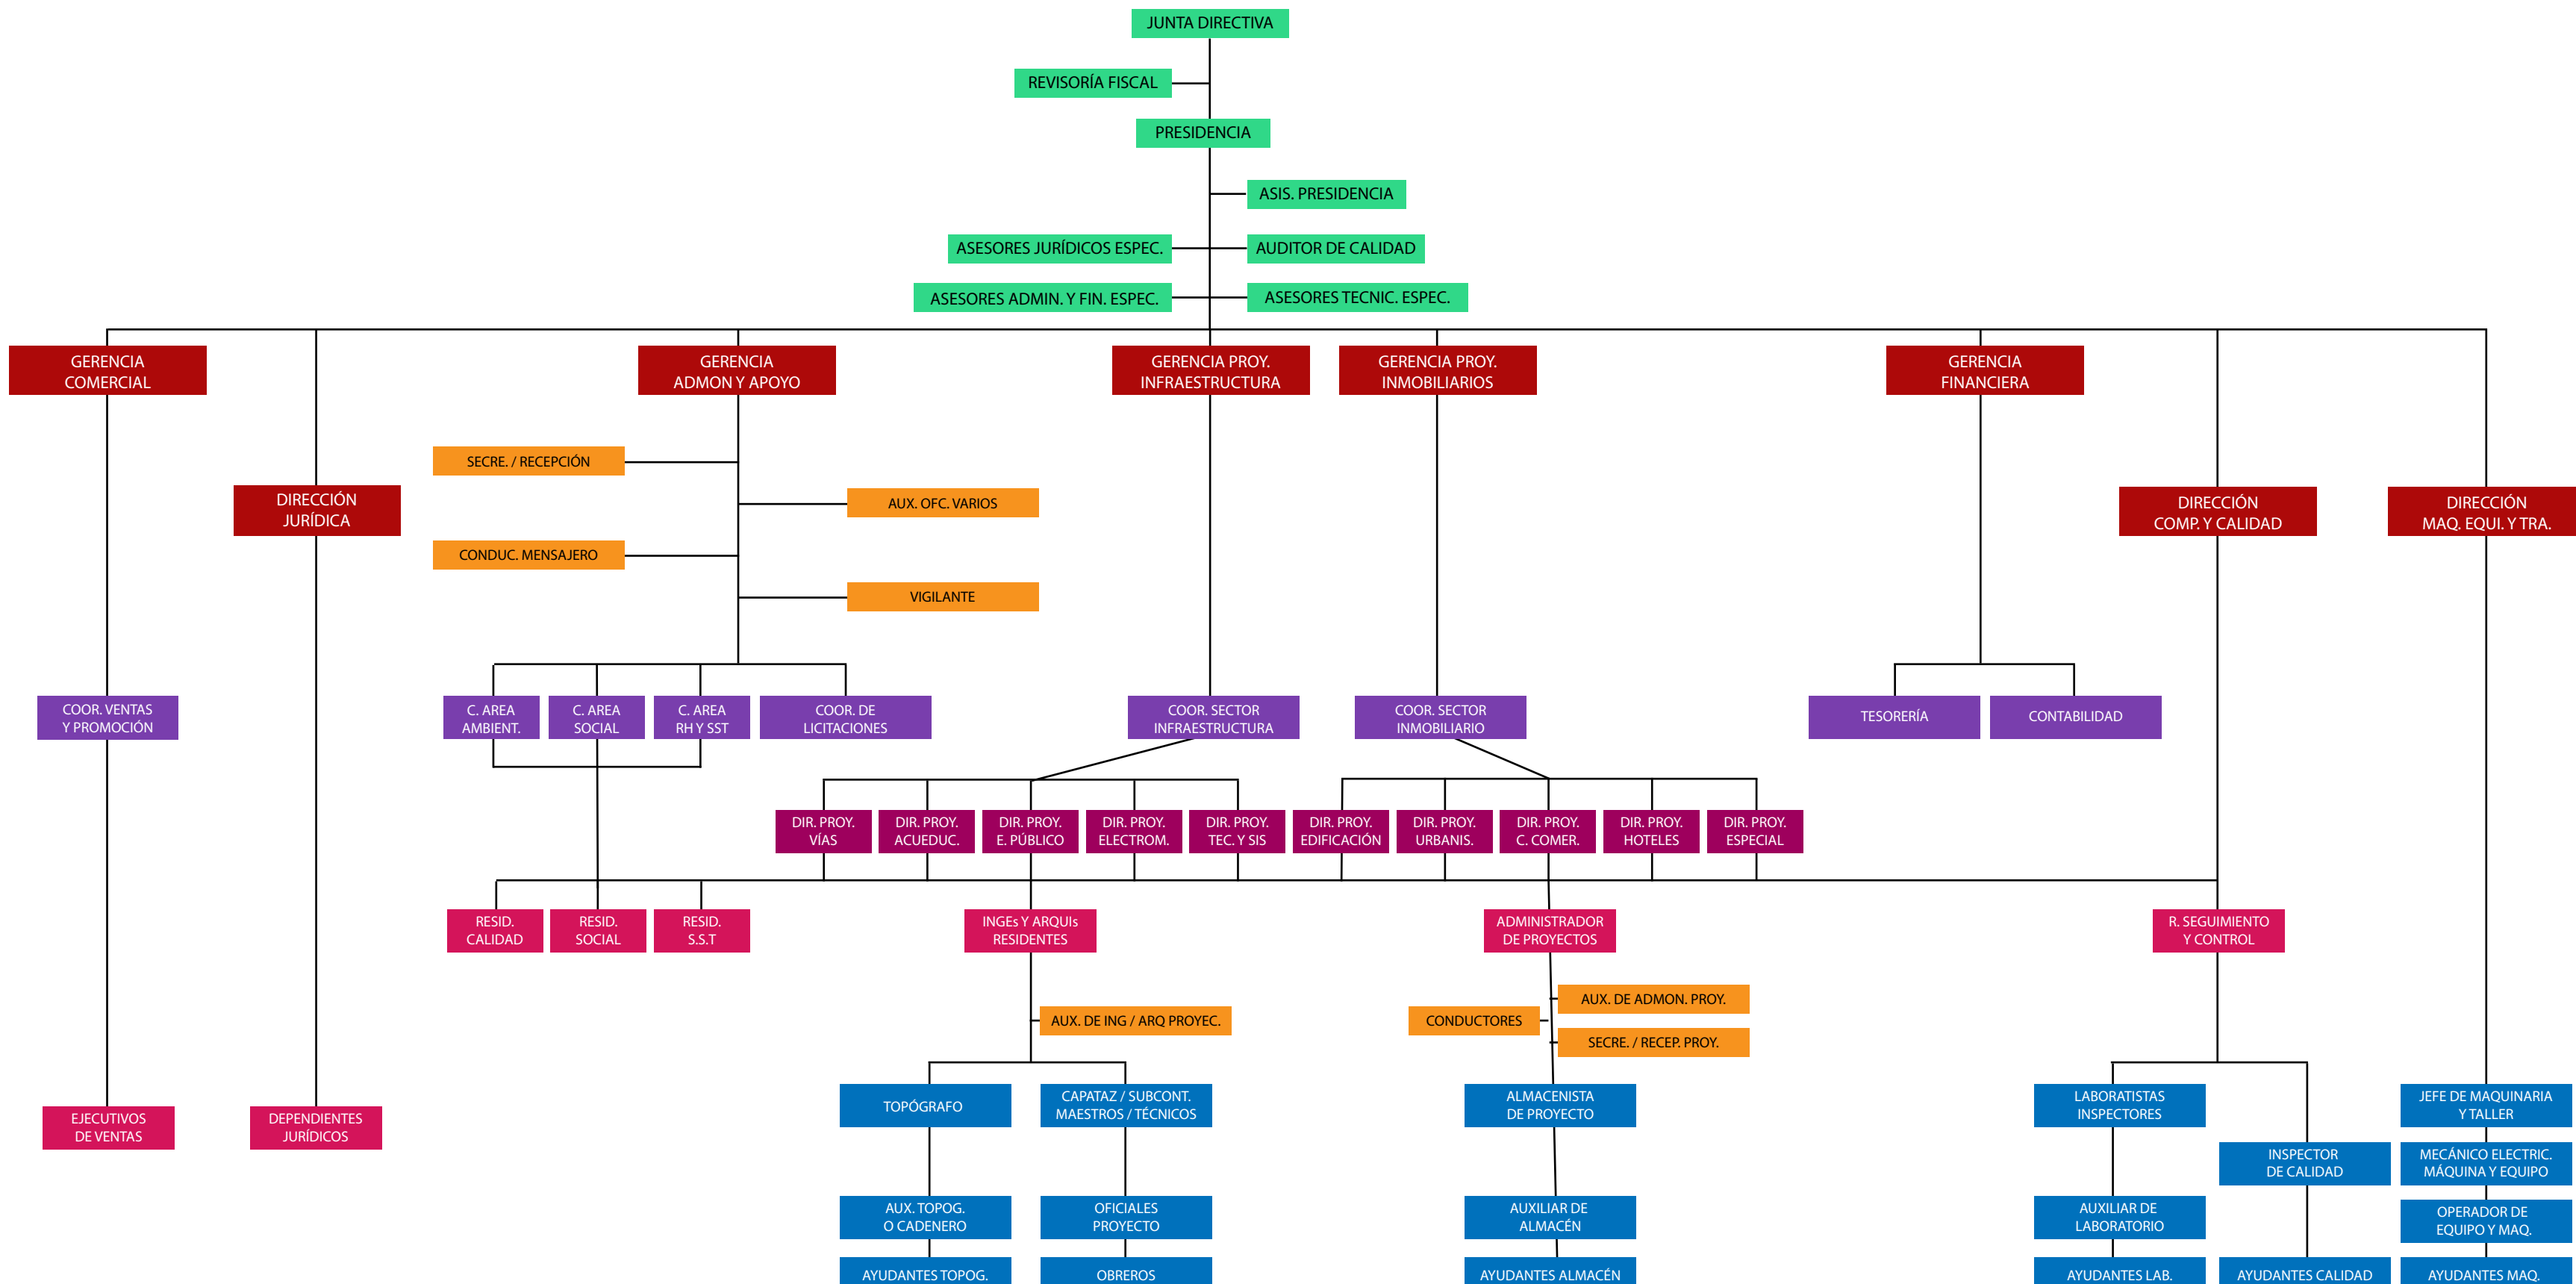 JUNTA DIRECTIVA
REVISORÍA FISCAL
PRESIDENCIA
ASIS. PRESIDENCIA
ASESORES JURÍDICOS ESPEC.
AUDITOR DE CALIDAD
ASESORES ADMIN. Y FIN. ESPEC.
ASESORES TECNIC. ESPEC.
GERENCIA
COMERCIAL
GERENCIA
ADMON Y APOYO
GERENCIA PROY.
INFRAESTRUCTURA
GERENCIA PROY.
INMOBILIARIOS
GERENCIA
FINANCIERA
SECRE. / RECEPCIÓN
DIRECCIÓN
JURÍDICA
AUX. OFC. VARIOS
DIRECCIÓN
COMP. Y CALIDAD
DIRECCIÓN
MAQ. EQUI. Y TRA.
CONDUC. MENSAJERO
VIGILANTE
COOR. VENTAS
Y PROMOCIÓN
C. AREA
AMBIENT.
C. AREA
SOCIAL
C. AREA
RH Y SST
COOR. DE
LICITACIONES
COOR. SECTOR
INFRAESTRUCTURA
COOR. SECTOR
INMOBILIARIO
TESORERÍA
CONTABILIDAD
DIR. PROY.
VÍAS
DIR. PROY.
ACUEDUC.
DIR. PROY.
E. PÚBLICO
DIR. PROY.
ELECTROM.
DIR. PROY.
TEC. Y SIS
DIR. PROY.
EDIFICACIÓN
DIR. PROY.
URBANIS.
DIR. PROY.
C. COMER.
DIR. PROY.
HOTELES
DIR. PROY.
ESPECIAL
RESID.
CALIDAD
RESID.
SOCIAL
RESID.
S.S.T
INGEs Y ARQUIs
RESIDENTES
ADMINISTRADOR
DE PROYECTOS
R. SEGUIMIENTO
Y CONTROL
AUX. DE ING / ARQ PROYEC.
CONDUCTORES
AUX. DE ADMON. PROY.
SECRE. / RECEP. PROY.
EJECUTIVOS
DE VENTAS
DEPENDIENTES
JURÍDICOS
TOPÓGRAFO
CAPATAZ / SUBCONT.
MAESTROS / TÉCNICOS
ALMACENISTA
DE PROYECTO
LABORATISTAS
INSPECTORES
JEFE DE MAQUINARIA
Y TALLER
INSPECTOR
DE CALIDAD
MECÁNICO ELECTRIC.
MÁQUINA Y EQUIPO
AUX. TOPOG.
O CADENERO
OFICIALES
PROYECTO
AUXILIAR DE
ALMACÉN
AUXILIAR DE
LABORATORIO
OPERADOR DE
EQUIPO Y MAQ.
AYUDANTES TOPOG.
OBREROS
AYUDANTES ALMACÉN
AYUDANTES LAB.
AYUDANTES CALIDAD
AYUDANTES MAQ.